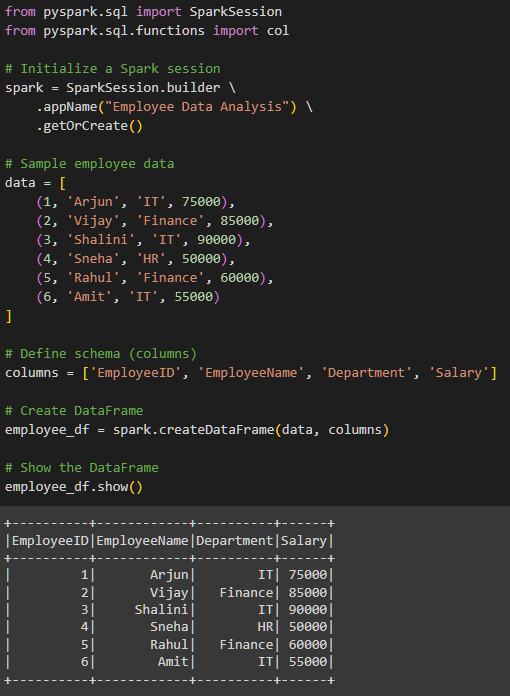 from pyspark.sql import SparkSession
from pyspark.sql.functions import col

# Initialize a Spark session
spark = SparkSession.builder \
    .appName("Employee Data Analysis") \
    .getOrCreate()

# Sample employee data
data = [
    (1, 'Arjun', 'IT', 75000),
    (2, 'Vijay', 'Finance', 85000),
    (3, 'Shalini', 'IT', 90000),
    (4, 'Sneha', 'HR', 50000),
    (5, 'Rahul', 'Finance', 60000),
    (6, 'Amit', 'IT', 55000)
]

# Define schema (columns)
columns = ['EmployeeID', 'EmployeeName', 'Department', 'Salary']

# Create DataFrame
employee_df = spark.createDataFrame(data, columns)

# Show the DataFrame
employee_df.show()

+----------+------------+----------+------+
|EmployeeID|EmployeeName|Department|Salary|
+----------+------------+----------+------+
|         1|       Arjun|        IT| 75000|
|         2|       Vijay|   Finance| 85000|
|         3|     Shalini|        IT| 90000|
|         4|       Sneha|        HR| 50000|
|         5|       Rahul|   Finance| 60000|
|         6|        Amit|        IT| 55000|
+----------+------------+----------+------+